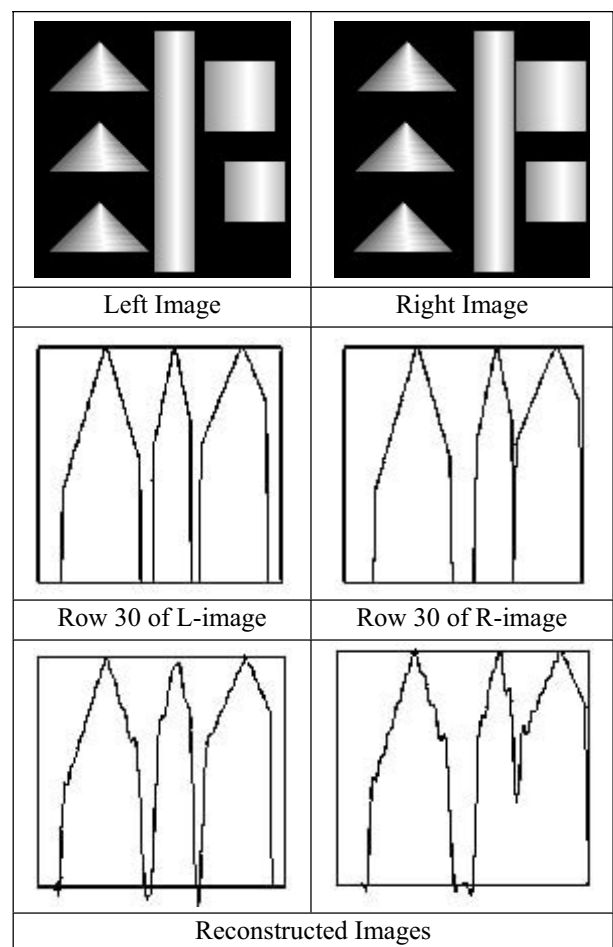 Left Image
Right Image
Row 30 of L-image
Row 30 of R-image
Reconstructed Images